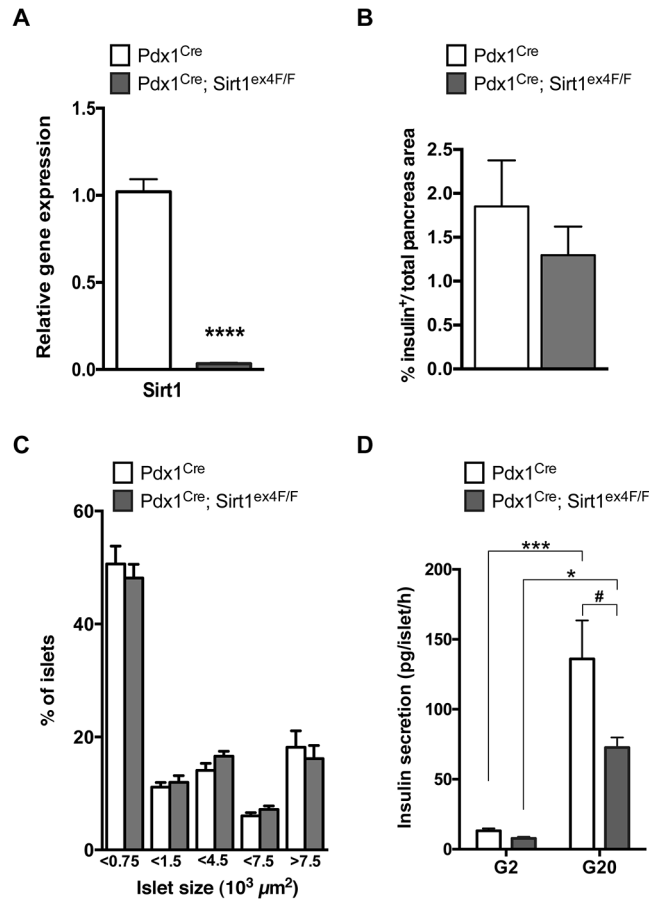 A
Pdx1Cre
Pdx1Cre; Sirt1ex4F/F
Relative gene expression
1.5
1.0
0.5
0.0
****
Sirt1
B
Pdx1Cre
Pdx1Cre; Sirt1ex4F/F
% insulin+/total pancreas area
2.5
2.0
1.5
1.0
0.5
0.0
C
Pdx1Cre
Pdx1Cre; Sirt1ex4F/F
% of islets
60
40
20
0
<0.75 <1.5 <4.5 <7.5 >7.5
Islet size (10³ µm²)
D
Pdx1Cre
Pdx1Cre; Sirt1ex4F/F
Insulin secretion (pg/islet/h)
200
150
100
50
0
***
*
#
G2 G20